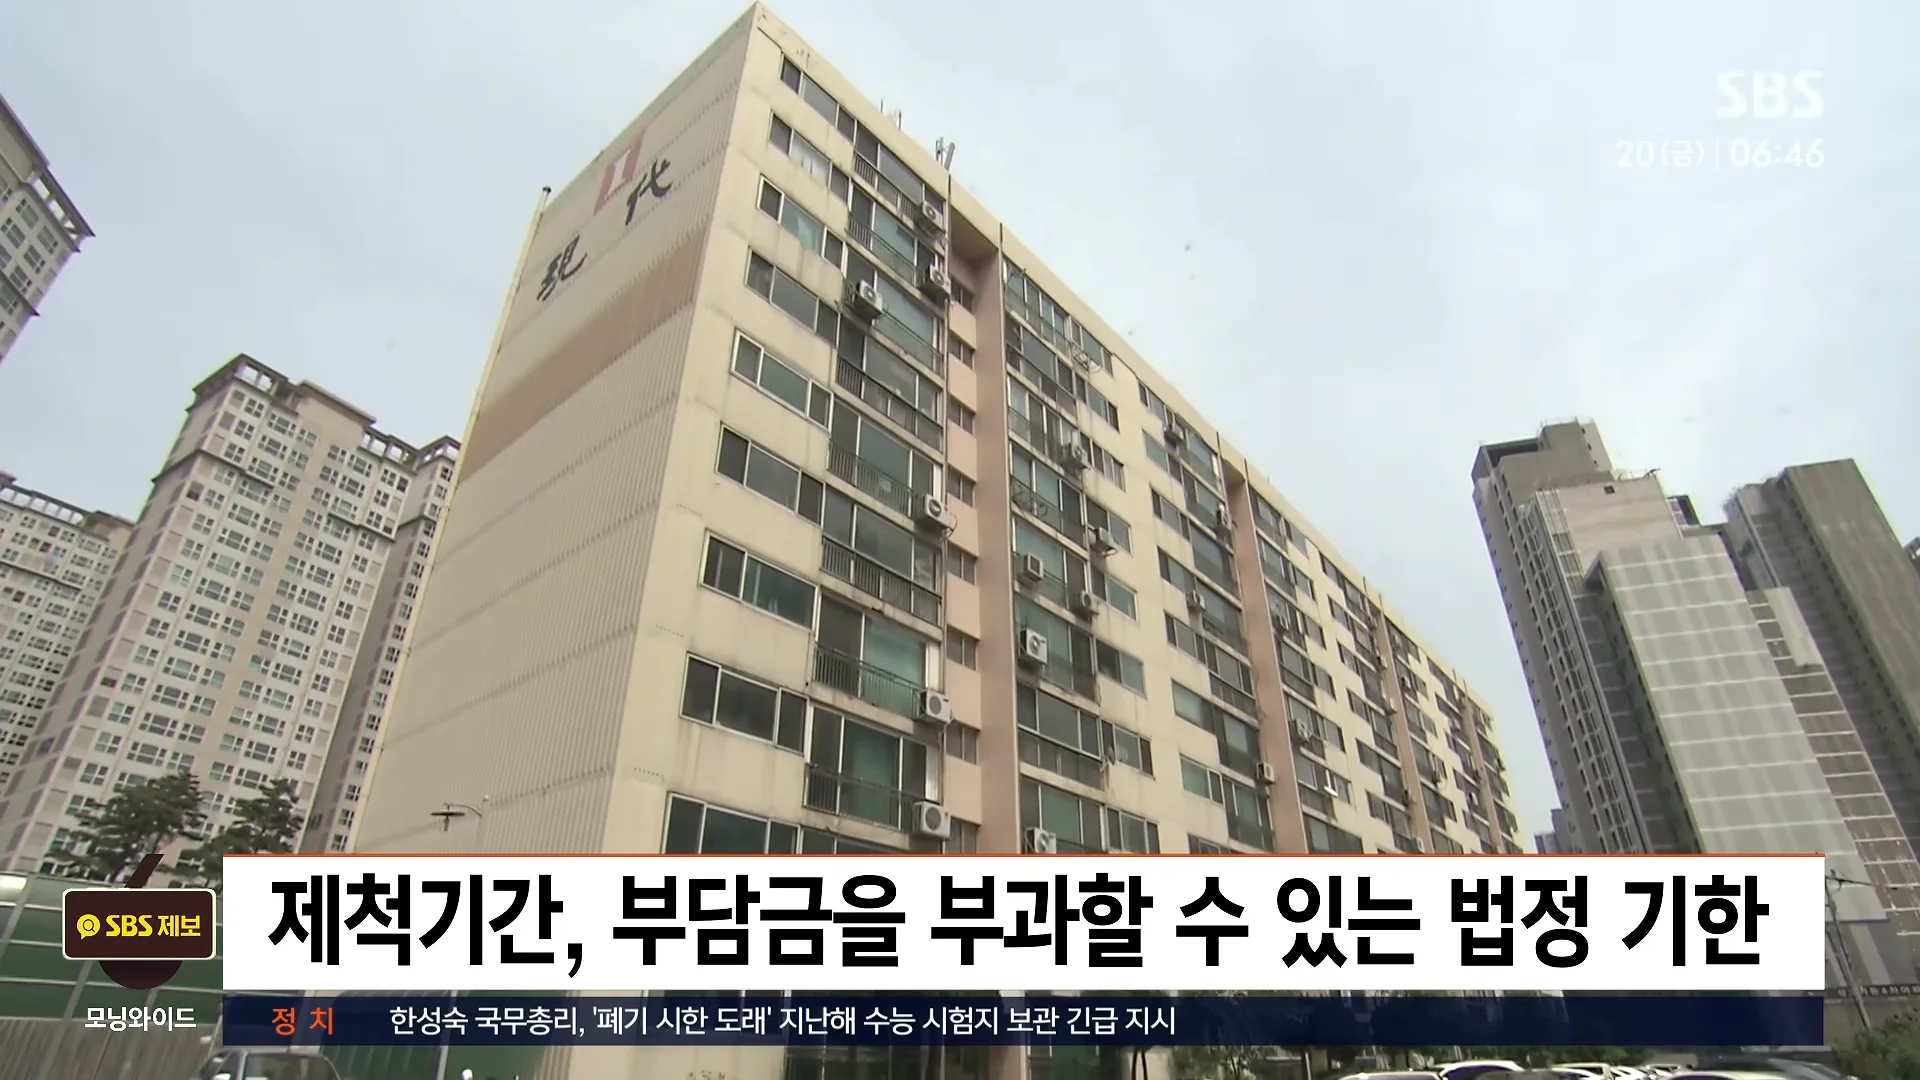 SBS
20(금) | 06:46
1
代
現
SBS 제보
제척기간, 부담금을 부과할 수 있는 법정 기한
모닝와이드
정 치 한성숙 국무총리, '폐기 시한 도래' 지난해 수능 시험지 보관 긴급 지시